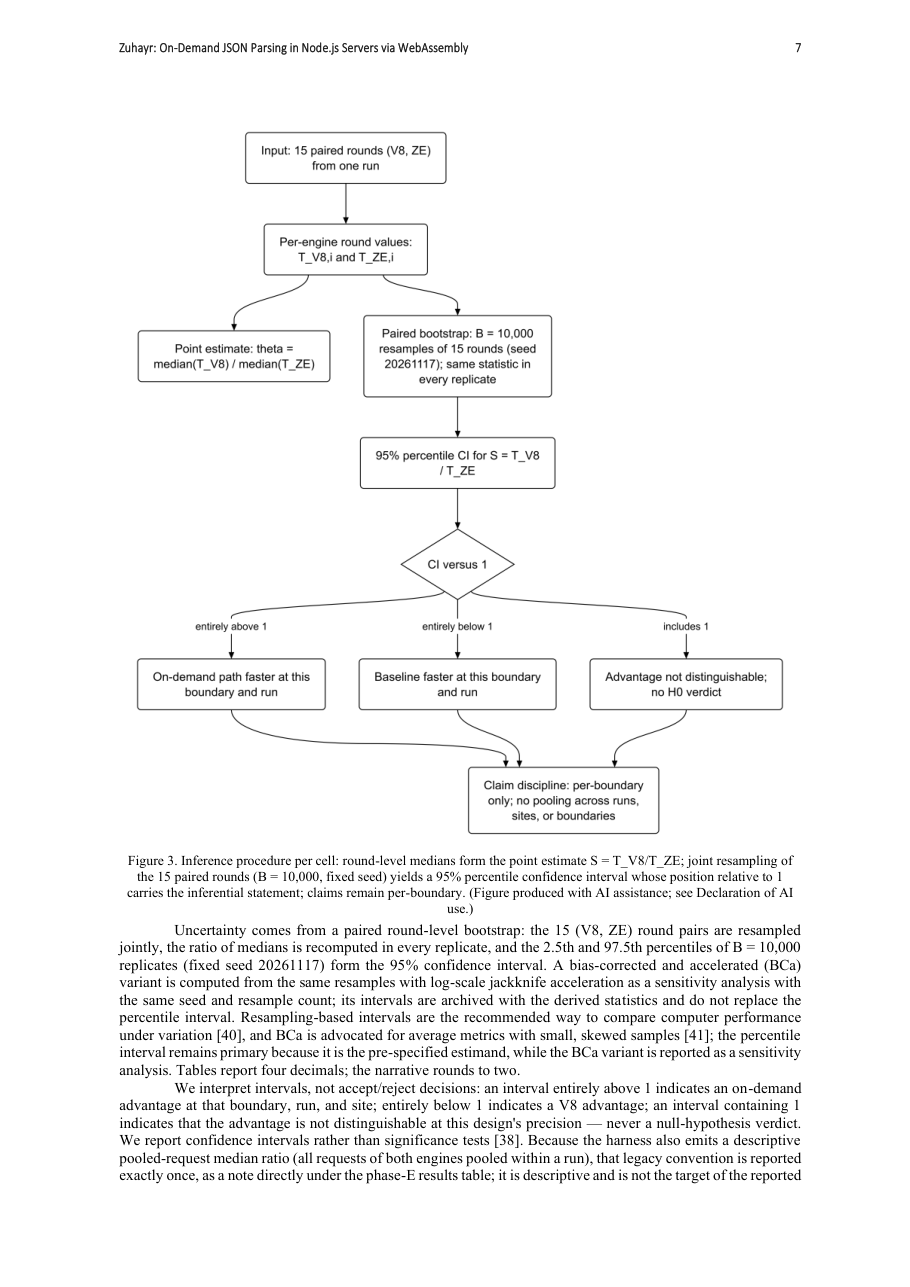 Zuhayr: On-Demand JSON Parsing in Node.js Servers via WebAssembly 7
Input: 15 paired rounds (V8, ZE)
from one run
Per-engine round values:
T_V8,i and T_ZE,i
Point estimate: theta =
median(T_V8) / median(T_ZE)
Paired bootstrap: B = 10,000
resamples of 15 rounds (seed
20261117); same statistic in
every replicate
95% percentile CI for S = T_V8
/ T_ZE
CI versus 1
entirely above 1
entirely below 1
includes 1
On-demand path faster at this
boundary and run
Baseline faster at this boundary
and run
Advantage not distinguishable;
no H0 verdict
Claim discipline: per-boundary
only; no pooling across runs,
sites, or boundaries
Figure 3. Inference procedure per cell: round-level medians form the point estimate S = T_V8/T_ZE; joint resampling of
the 15 paired rounds (B = 10,000, fixed seed) yields a 95% percentile confidence interval whose position relative to 1
carries the inferential statement; claims remain per-boundary. (Figure produced with AI assistance; see Declaration of AI
use.)
Uncertainty comes from a paired round-level bootstrap: the 15 (V8, ZE) round pairs are resampled
jointly, the ratio of medians is recomputed in every replicate, and the 2.5th and 97.5th percentiles of B = 10,000
replicates (fixed seed 20261117) form the 95% confidence interval. A bias-corrected and accelerated (BCa)
variant is computed from the same resamples with log-scale jackknife acceleration as a sensitivity analysis with
the same seed and resample count; its intervals are archived with the derived statistics and do not replace the
percentile interval. Resampling-based intervals are the recommended way to compare computer performance
under variation [40], and BCa is advocated for average metrics with small, skewed samples [41]; the percentile
interval remains primary because it is the pre-specified estimand, while the BCa variant is reported as a sensitivity
analysis. Tables report four decimals; the narrative rounds to two.
We interpret intervals, not accept/reject decisions: an interval entirely above 1 indicates an on-demand
advantage at that boundary, run, and site; entirely below 1 indicates a V8 advantage; an interval containing 1
indicates that the advantage is not distinguishable at this design's precision — never a null-hypothesis verdict.
We report confidence intervals rather than significance tests [38]. Because the harness also emits a descriptive
pooled-request median ratio (all requests of both engines pooled within a run), that legacy convention is reported
exactly once, as a note directly under the phase-E results table; it is descriptive and is not the target of the reported